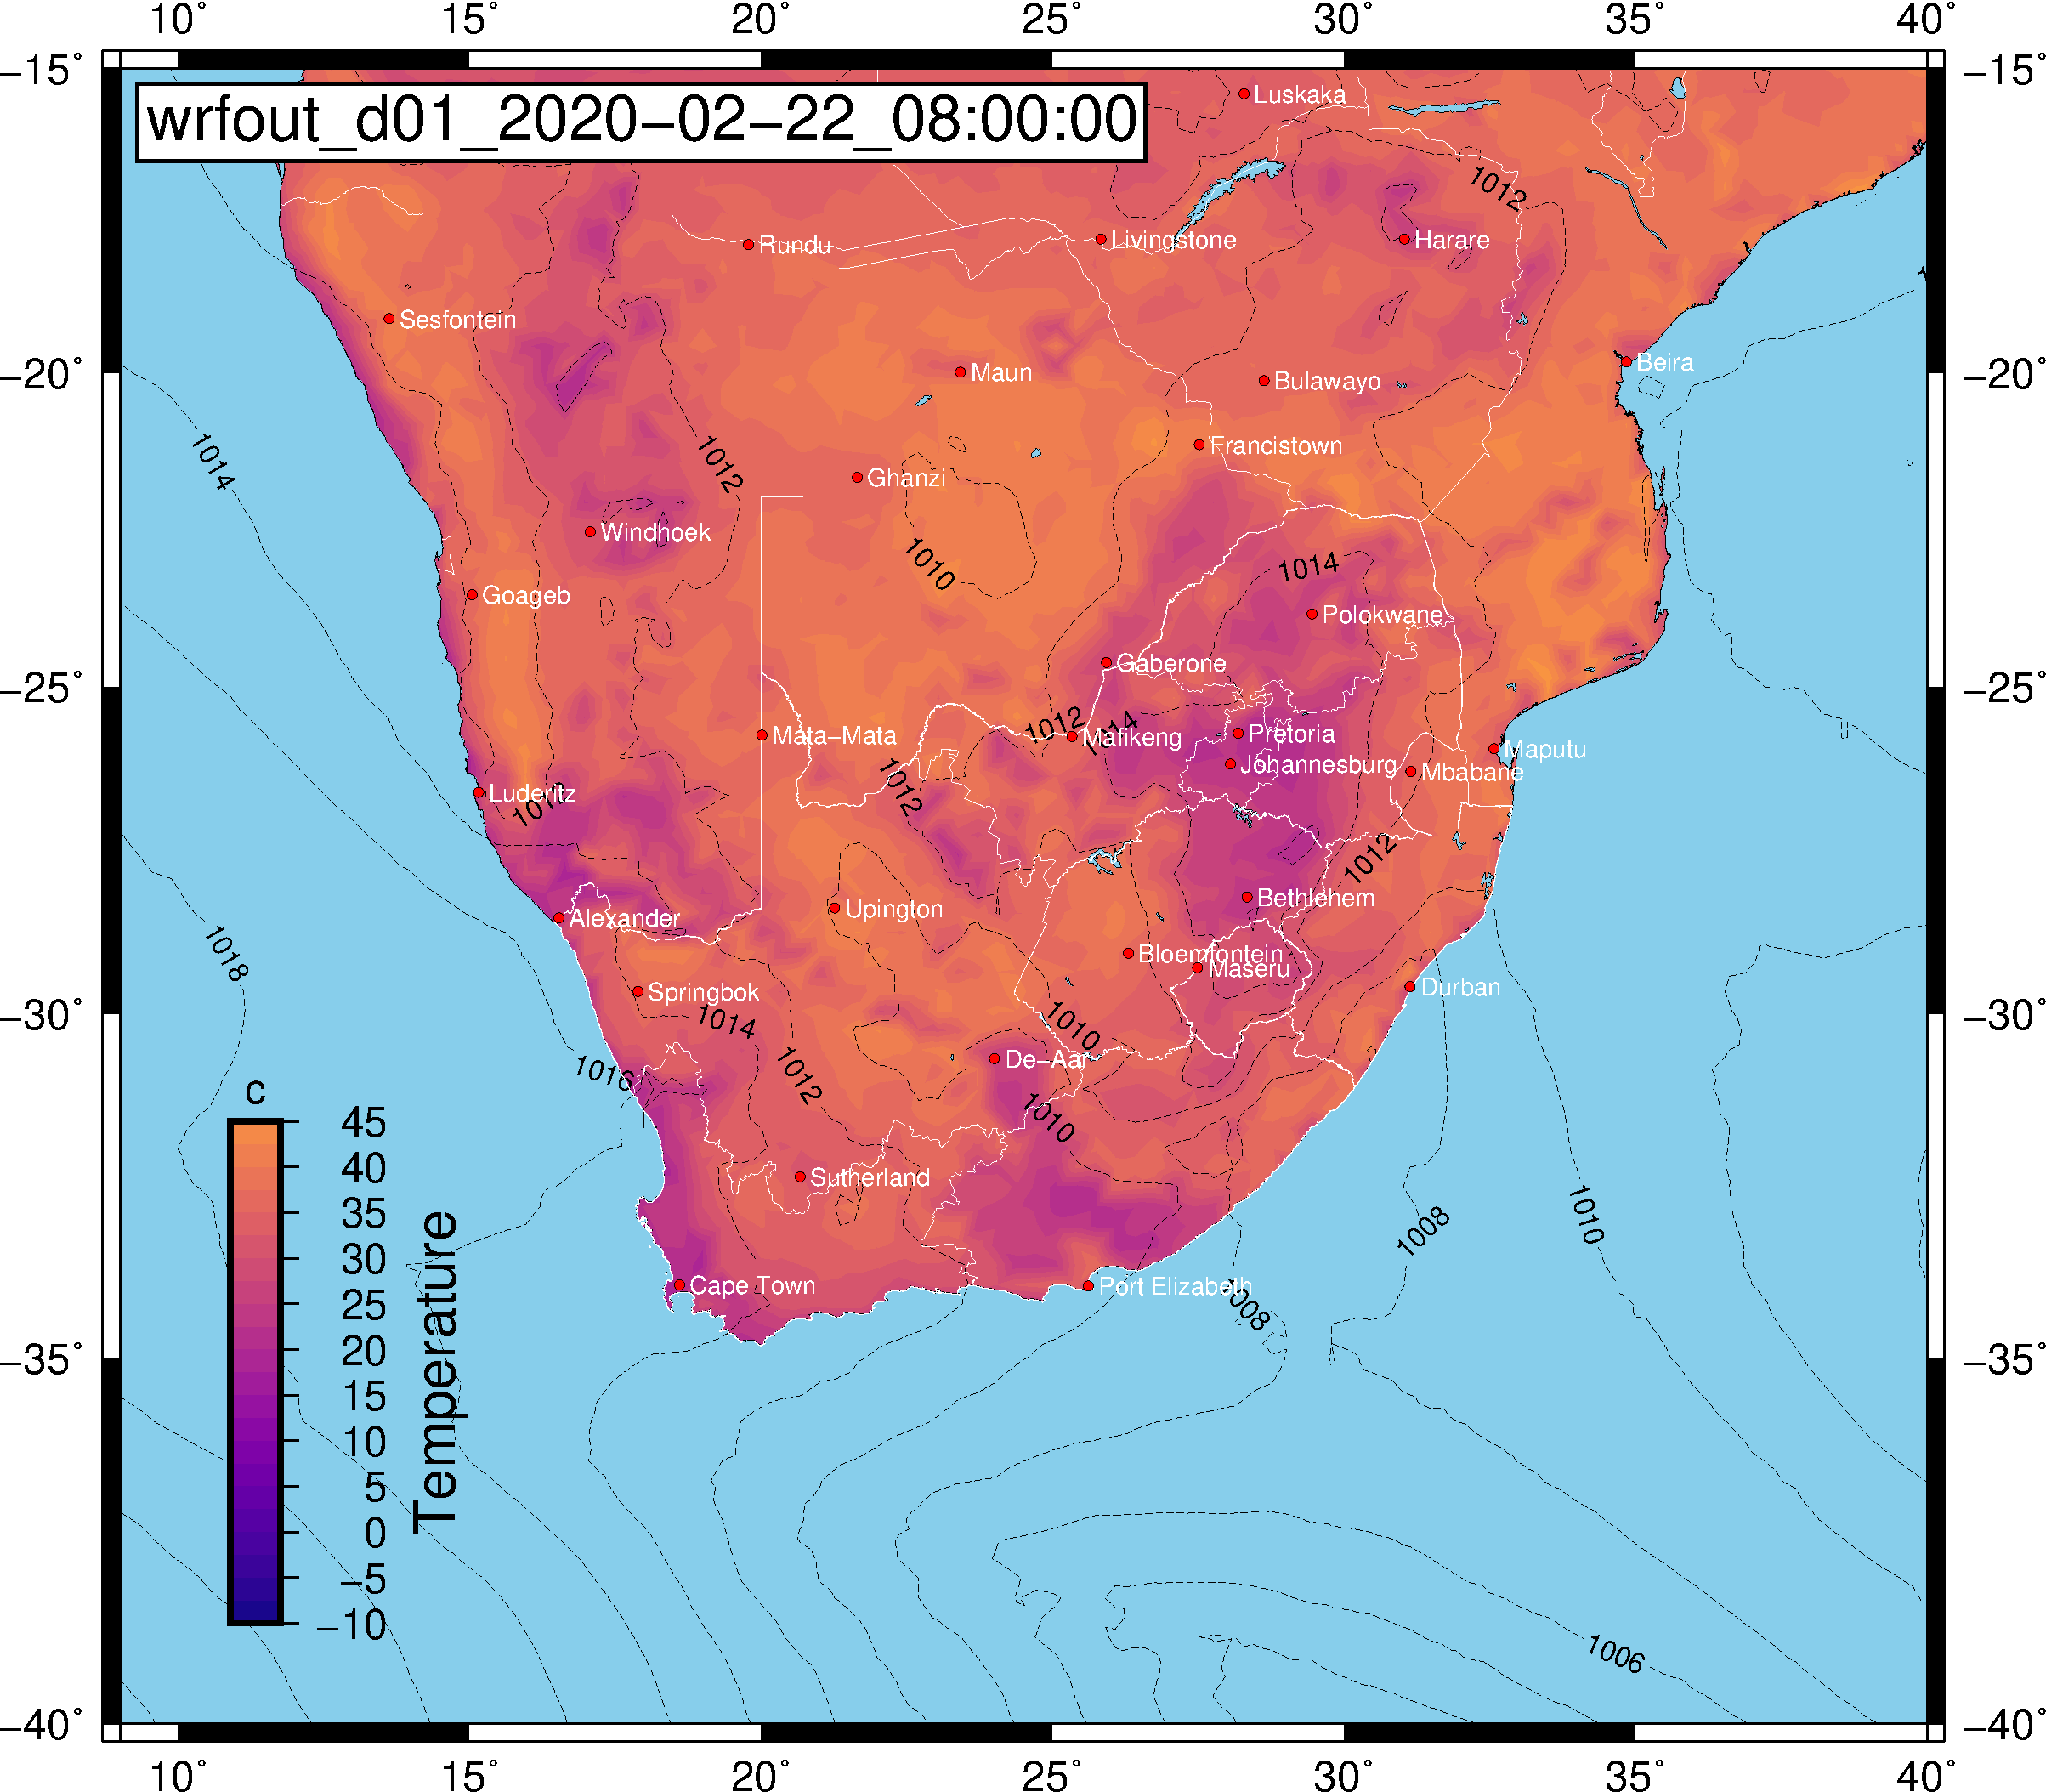 10° 15° 20° 25° 30° 35° 40°
−15° −15°
wrfout_d01_2020−02−22_08:00:00
Luskaka
1012
Rundu
Livingstone
Harare
Sesfontein
Beira
−20° −20°
Maun
Bulawayo
1014
1012
Francistown
Ghanzi
Windhoek
1010
1014
Goageb
Polokwane
Gaberone
−25° −25°
1012
1014
Mata−Mata
Mafikeng
Pretoria
Maputu
Johannesburg
Mbabane
1012
Luderitz
1012
Alexander
Upington
Bethlehem
1018
Bloemfontein
Maseru
Springbok
Durban
1014
−30° −30°
1010
1016
1012
De−Aar
1010
c
45
40
35
30
25
20
15
10
5
0
−5
−10
Temperature
Sutherland
1008
1010
Cape Town
Port Elizabeth
1008
−35° −35°
1006
−40° −40°
10° 15° 20° 25° 30° 35° 40°